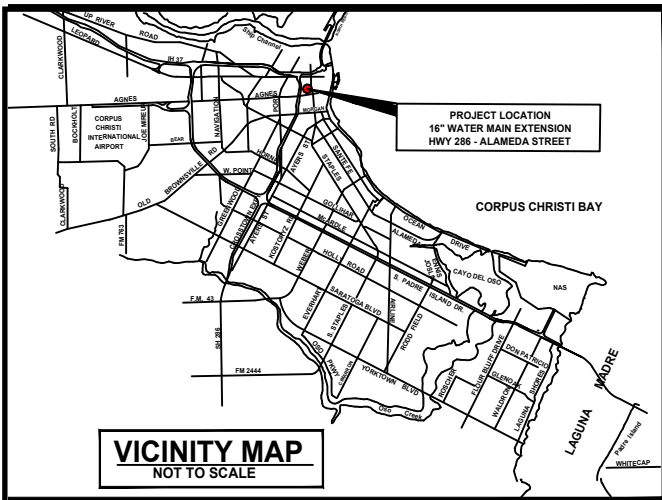 UP RIVER
ROAD
LEOPARD
Ship Channel
CLARKWOOD
IH 37
AGNES
AGNES
PORT
MORGAN
SOUTH RD
BOCKHOLT
CORPUS
CHRISTI
INTERNATIONAL
AIRPORT
JOE MIREUR
NAVIGATION
BEAR
PROJECT LOCATION
16" WATER MAIN EXTENSION
HWY 286 - ALAMEDA STREET
AYERS ST
STAPLES
SANTA FE
HORNE
W. POINT
BROWNSVILLE
RD
OLD
CLARKWOOD
FM 763
GREENWOOD
CROSSTOWN EXP
AYERS ST
KOSTORYZ RD
GOLLIHAR
McARDLE
WEBER
HOLLY ROAD
ALAMEDA
OCEAN
DRIVE
CORPUS CHRISTI BAY
ENNIS
JOSLIN
CAYO DEL OSO
NAS
S. PADRE
ISLAND DR.
F.M. 43
SH 286
EVERHART
SARATOGA BLVD
S. STAPLES
AIRLINE
RODD FIELD
FM 2444
OSO
PKWY
YORKTOWN BLVD
Oso Creek
ROSCHER
FLOUR BLUFF DRIVE
DON PATRICIO
GLENOAK
WALDRON
LAGUNA
SHORES
LAGUNA
MADRE
Padre Island
WHITECAP
VICINITY MAP
NOT TO SCALE